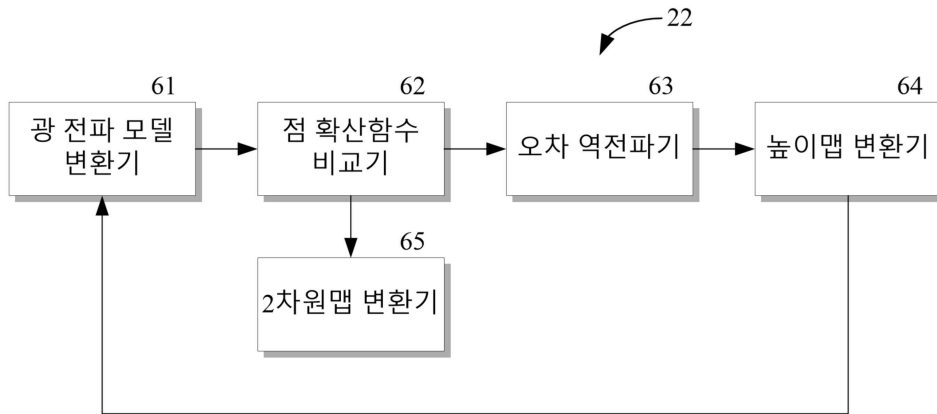 22
61
광 전파 모델
변환기
62
점 확산함수
비교기
63
오차 역전파기
64
높이맵 변환기
65
2차원맵 변환기